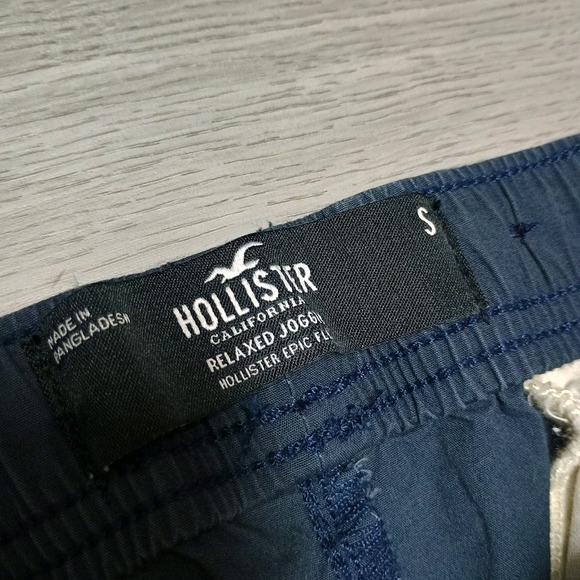 MADE IN
BANGLADESH
HOLLISTER
CALIFORNIA
RELAXED
HOLLISTER EPIC
S